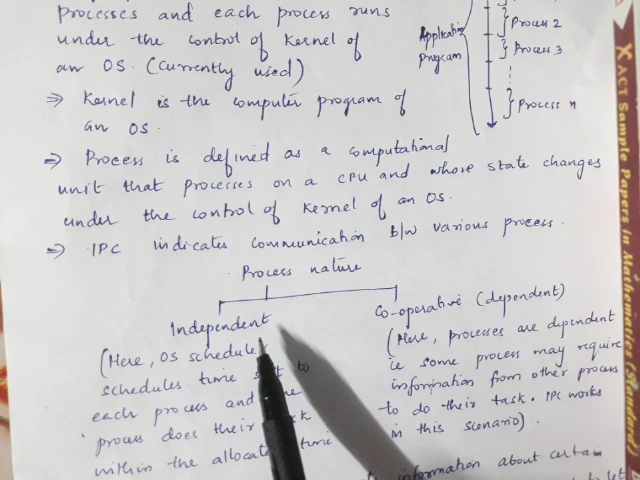 processes and each process runs
under the control of kernel of
an OS. (currently used)
⇒ Kernel is the computer program of
an OS.
⇒ Process is defined as a computational
unit that processes on a CPU and whose state changes
under the control of Kernel of an OS.
⇒ IPC indicates communication b/w various process.
Application
program
Process 2
Process 3
Process n
Process nature
Independent
(Here, OS scheduler
schedules time to
each process and
process does their
within the allocated time
Co-operative (dependent)
(Here, processes are dependent
ie some process may require
information from other process
to do their task. IPC works
in this scenario).
information about certain
to let
X ACT Sample Papers in Mathematics (Standard)